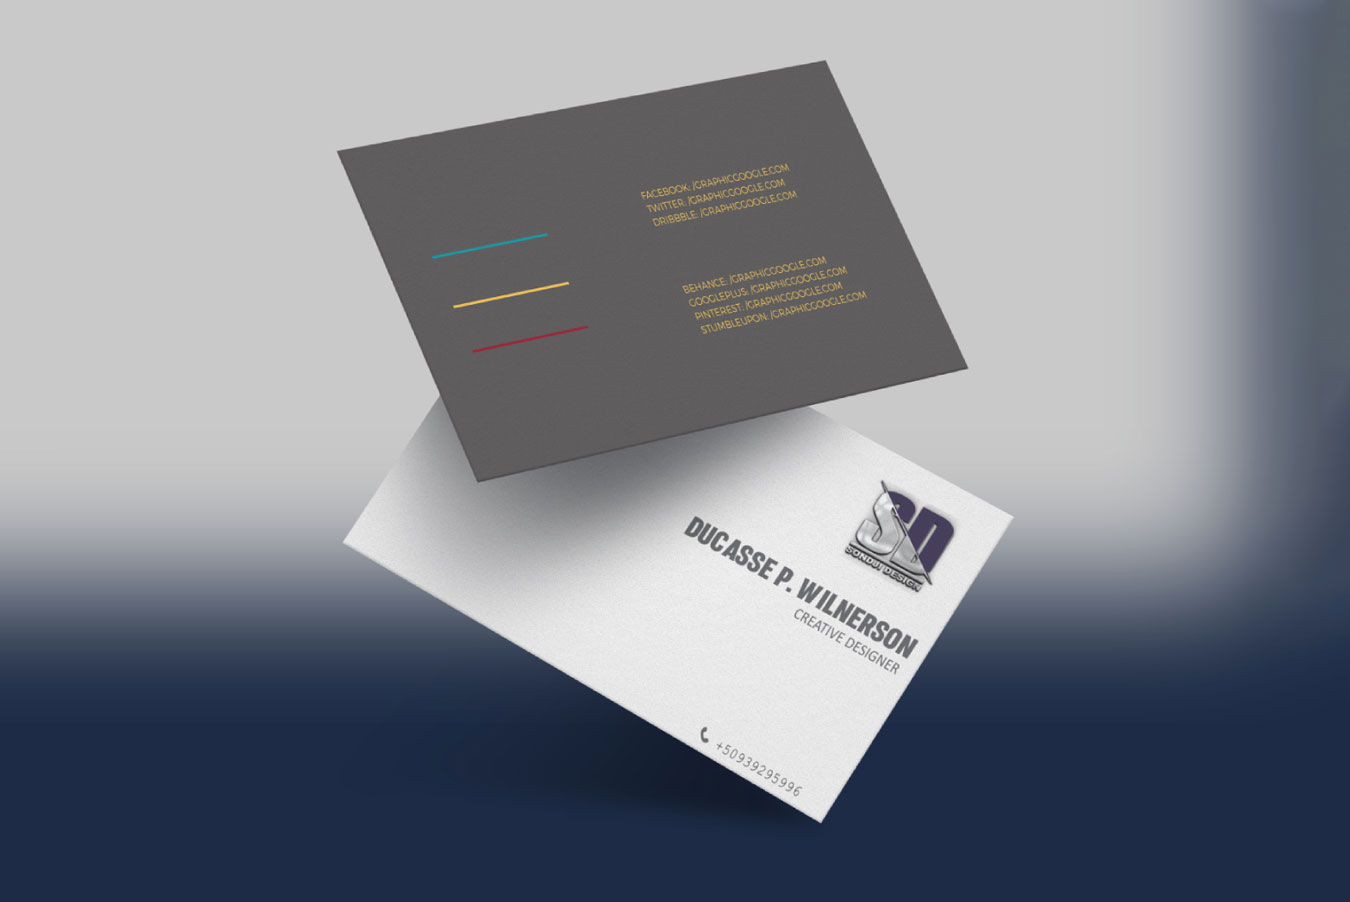 FACEBOOK: /GRAPHICGOOGLE.COM
TWITTER: /GRAPHICGOOGLE.COM
DRIBBBLE: /GRAPHICGOOGLE.COM
BEHANCE: /GRAPHICGOOGLE.COM
GOOGLEPLUS: /GRAPHICGOOGLE.COM
PINTEREST: /GRAPHICGOOGLE.COM
STUMBLEUPON: /GRAPHICGOOGLE.COM
SD
SONDUJ DESIGN
DUCASSE P. WILNERSON
CREATIVE DESIGNER
+50939295996